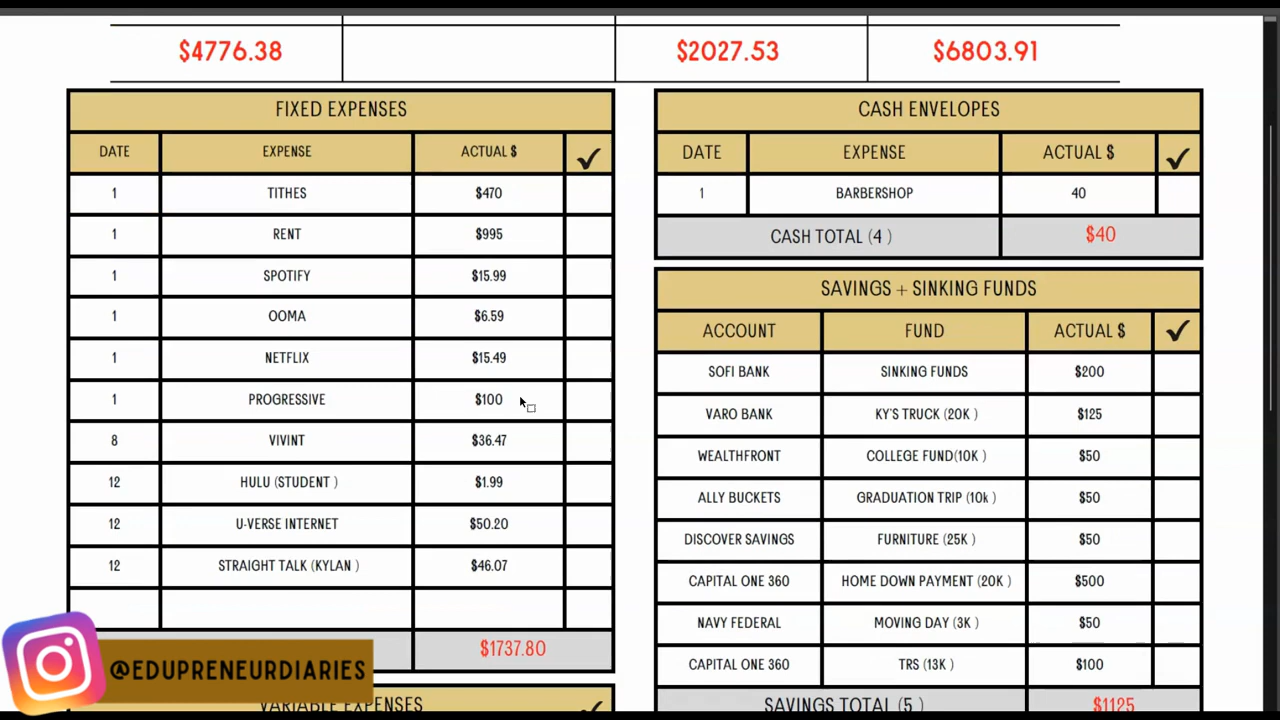 $4776.38 $2027.53 $6803.91
FIXED EXPENSES
DATE EXPENSE ACTUAL $ ✓
1 TITHES $470
1 RENT $995
1 SPOTIFY $15.99
1 OOMA $6.59
1 NETFLIX $15.49
1 PROGRESSIVE $100
8 VIVINT $36.47
12 HULU (STUDENT ) $1.99
12 U-VERSE INTERNET $50.20
12 STRAIGHT TALK (KYLAN ) $46.07
$1737.80
@EDUPRENEURDIARIES
VARIABLE EXPENSES ✓
CASH ENVELOPES
DATE EXPENSE ACTUAL $ ✓
1 BARBERSHOP 40
CASH TOTAL (4 ) $40
SAVINGS + SINKING FUNDS
ACCOUNT FUND ACTUAL $ ✓
SOFI BANK SINKING FUNDS $200
VARO BANK KY'S TRUCK (20K ) $125
WEALTHFRONT COLLEGE FUND(10K ) $50
ALLY BUCKETS GRADUATION TRIP (10k ) $50
DISCOVER SAVINGS FURNITURE (25K ) $50
CAPITAL ONE 360 HOME DOWN PAYMENT (20K ) $500
NAVY FEDERAL MOVING DAY (3K ) $50
CAPITAL ONE 360 TRS (13K ) $100
SAVINGS TOTAL (5 ) $1125